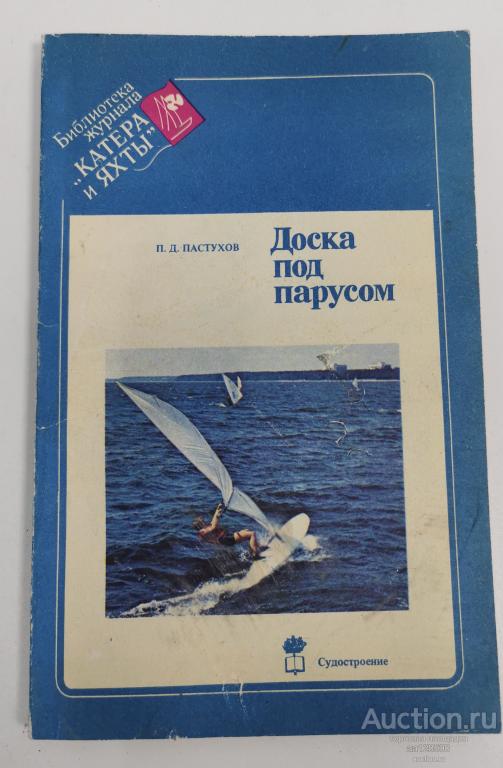 Библиотека
журнала
"КАТЕРА
и ЯХТЫ"
П. Д. ПАСТУХОВ
Доска
под
парусом
Судостроение
Auction.ru